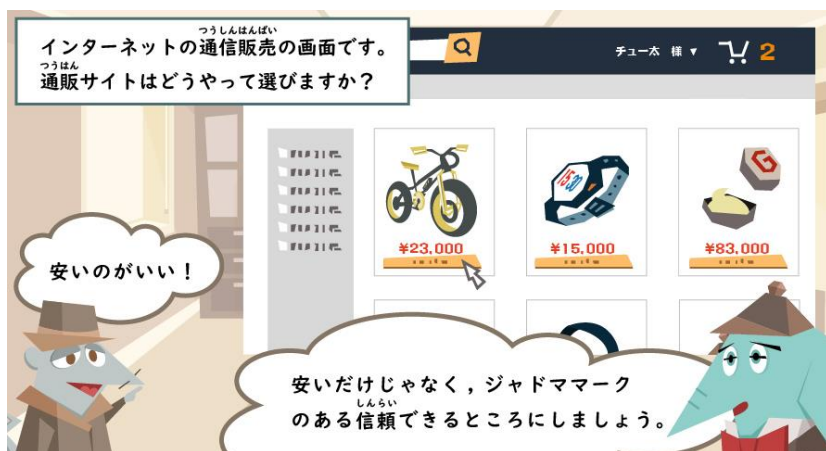 インターネットの通信販売の画面です。
通販サイトはどうやって選びますか？
チュー太 様 ▼
2
¥23,000
¥15,000
G
¥83,000
安いのがいい！
安いだけじゃなく，ジャドママーク
のある信頼できるところにしましょう。